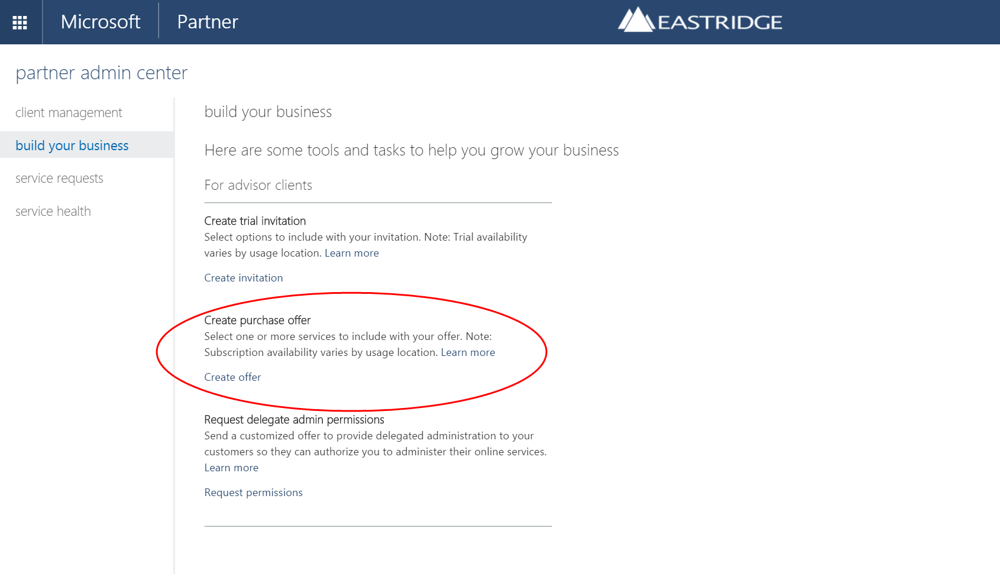 Microsoft
Partner
EASTRIDGE
partner admin center
client management
build your business
service requests
service health
build your business
Here are some tools and tasks to help you grow your business
For advisor clients
Create trial invitation
Select options to include with your invitation. Note: Trial availability
varies by usage location. Learn more
Create invitation
Create purchase offer
Select one or more services to include with your offer. Note:
Subscription availability varies by usage location. Learn more
Create offer
Request delegate admin permissions
Send a customized offer to provide delegated administration to your
customers so they can authorize you to administer their online services.
Learn more
Request permissions